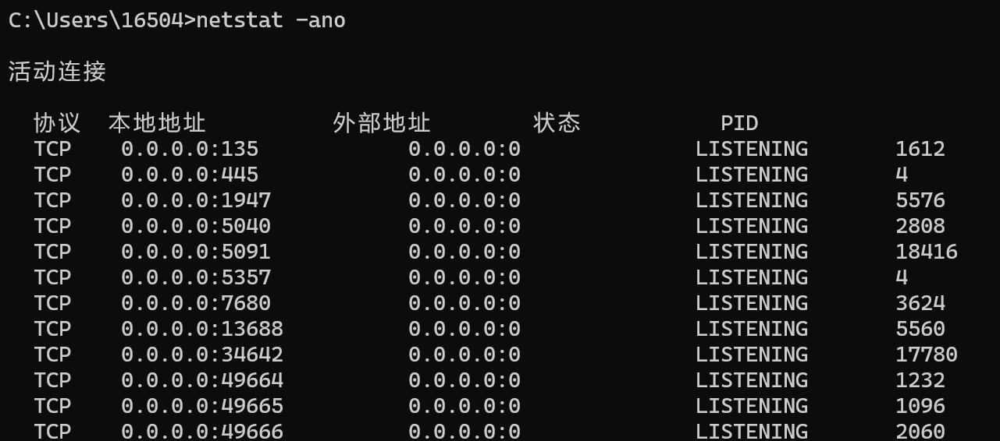 C:\Users\16504>netstat -ano
活动连接
协议 本地地址 外部地址 状态 PID
TCP 0.0.0.0:135 0.0.0.0:0 LISTENING 1612
TCP 0.0.0.0:445 0.0.0.0:0 LISTENING 4
TCP 0.0.0.0:1947 0.0.0.0:0 LISTENING 5576
TCP 0.0.0.0:5040 0.0.0.0:0 LISTENING 2808
TCP 0.0.0.0:5091 0.0.0.0:0 LISTENING 18416
TCP 0.0.0.0:5357 0.0.0.0:0 LISTENING 4
TCP 0.0.0.0:7680 0.0.0.0:0 LISTENING 3624
TCP 0.0.0.0:13688 0.0.0.0:0 LISTENING 5560
TCP 0.0.0.0:34642 0.0.0.0:0 LISTENING 17780
TCP 0.0.0.0:49664 0.0.0.0:0 LISTENING 1232
TCP 0.0.0.0:49665 0.0.0.0:0 LISTENING 1096
TCP 0.0.0.0:49666 0.0.0.0:0 LISTENING 2060